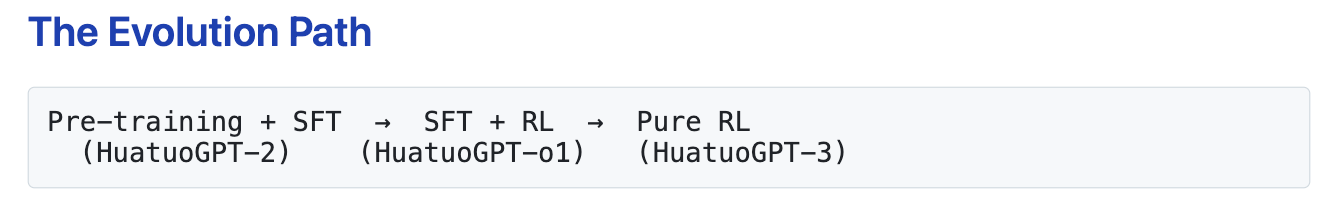 The Evolution Path
Pre-training + SFT  →  SFT + RL  →  Pure RL
(HuatuoGPT-2)    (HuatuoGPT-o1)   (HuatuoGPT-3)